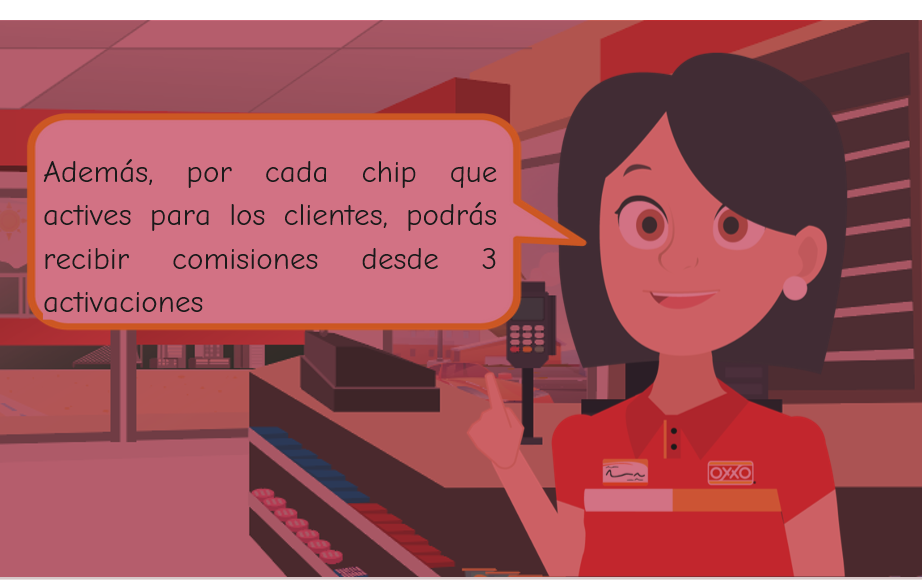 Además, por cada chip que
actives para los clientes, podrás
recibir comisiones desde 3
activaciones
OXXO